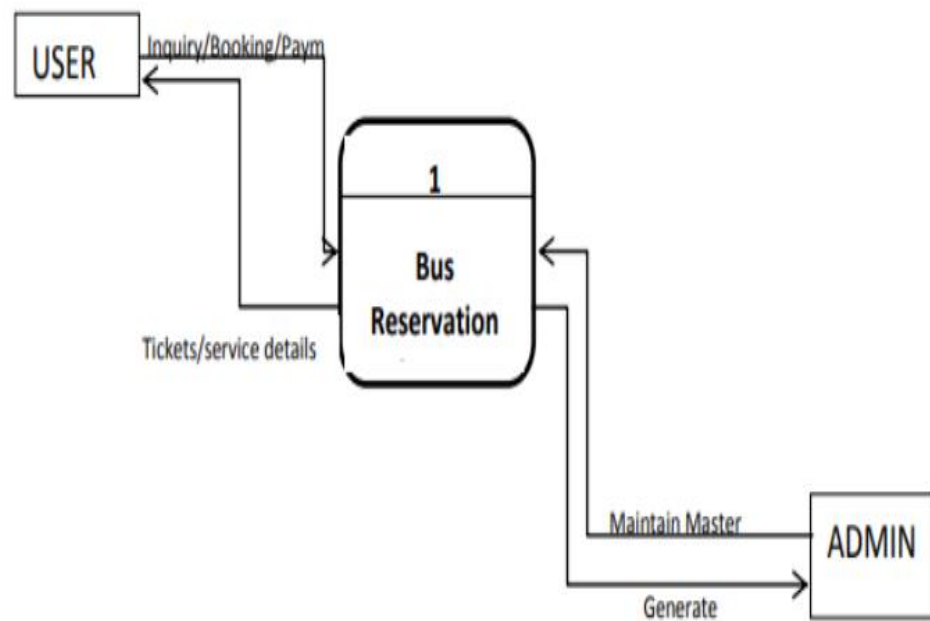 USER
Inquiry/Booking/Paym
1
Bus
Reservation
Tickets/service details
Maintain Master
ADMIN
Generate